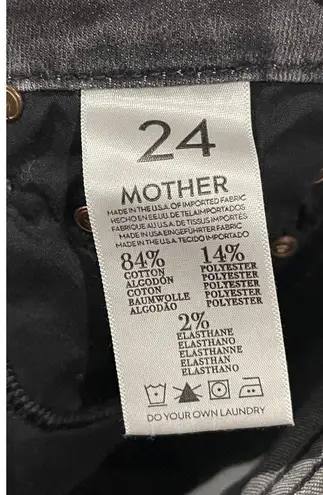 24
MOTHER
MADE IN THE U.S.A. OF IMPORTED FABRIC
HECHO EN EE.UU. DE TELA IMPORTADOS
FABRIQUE AU U.S.A. DE TISSUS IMPORTÉS
MADE IN USA EINGEFÜHRTER FABRIC
MADE IN THE U.S.A. TECIDO IMPORTADO
84% 14%
COTTON POLYESTER
ALGODÓN POLYESTER
COTON POLYESTER
BAUMWOLLE POLYESTER
ALGODÃO POLYESTER
2%
ELASTHANE
ELASTHANO
ELASTHANNE
ELASTHAN
ELASTHANO
DO YOUR OWN LAUNDRY